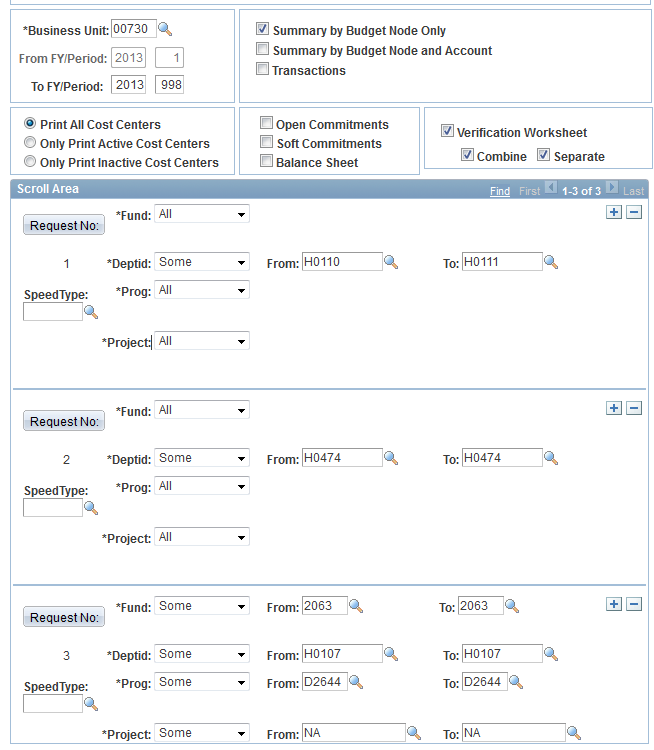 *Business Unit: 00730
From FY/Period: 2013 1
To FY/Period: 2013 998
Summary by Budget Node Only
Summary by Budget Node and Account
Transactions
Print All Cost Centers
Only Print Active Cost Centers
Only Print Inactive Cost Centers
Open Commitments
Soft Commitments
Balance Sheet
Verification Worksheet
Combine Separate
Scroll Area Find First 1-3 of 3 Last
Request No: *Fund: All
1 *Deptid: Some From: H0110 To: H0111
SpeedType: *Prog: All
*Project: All
Request No: *Fund: All
2 *Deptid: Some From: H0474 To: H0474
SpeedType: *Prog: All
*Project: All
Request No: *Fund: Some From: 2063 To: 2063
3 *Deptid: Some From: H0107 To: H0107
SpeedType: *Prog: Some From: D2644 To: D2644
*Project: Some From: NA To: NA